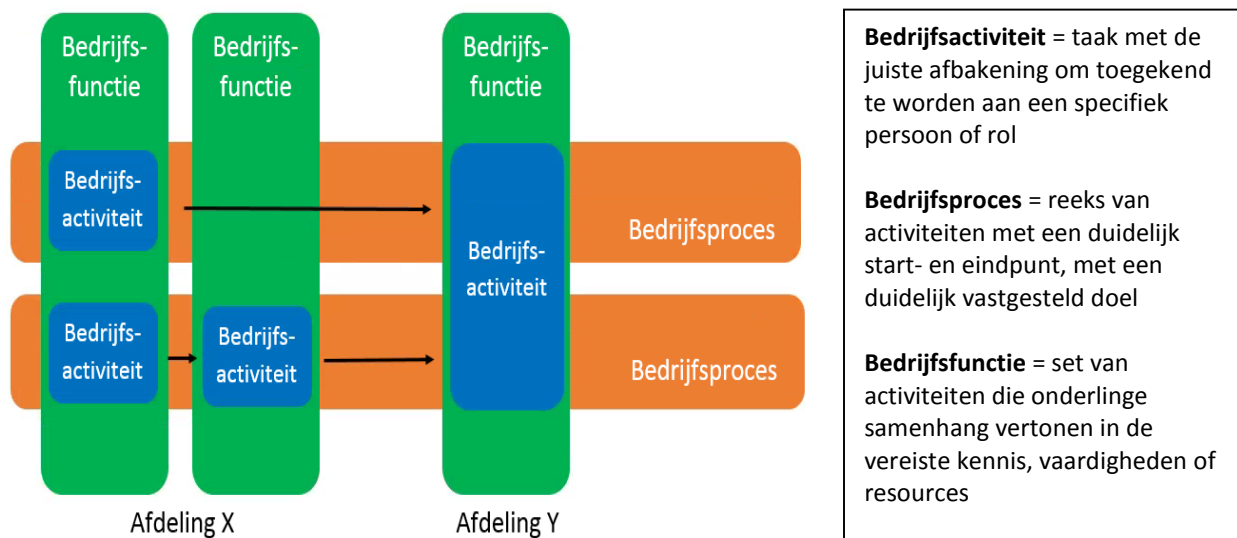 Bedrijfs-
functie
Bedrijfs-
functie
Bedrijfs-
functie
Bedrijfs-
activiteit
Bedrijfs-
activiteit
Bedrijfsproces
Bedrijfs-
activiteit
Bedrijfs-
activiteit
Bedrijfsproces
Afdeling X
Afdeling Y
Bedrijfsactiviteit = taak met de
juiste afbakening om toegekend
te worden aan een specifiek
persoon of rol
Bedrijfsproces = reeks van
activiteiten met een duidelijk
start- en eindpunt, met een
duidelijk vastgesteld doel
Bedrijfsfunctie = set van
activiteiten die onderlinge
samenhang vertonen in de
vereiste kennis, vaardigheden of
resources